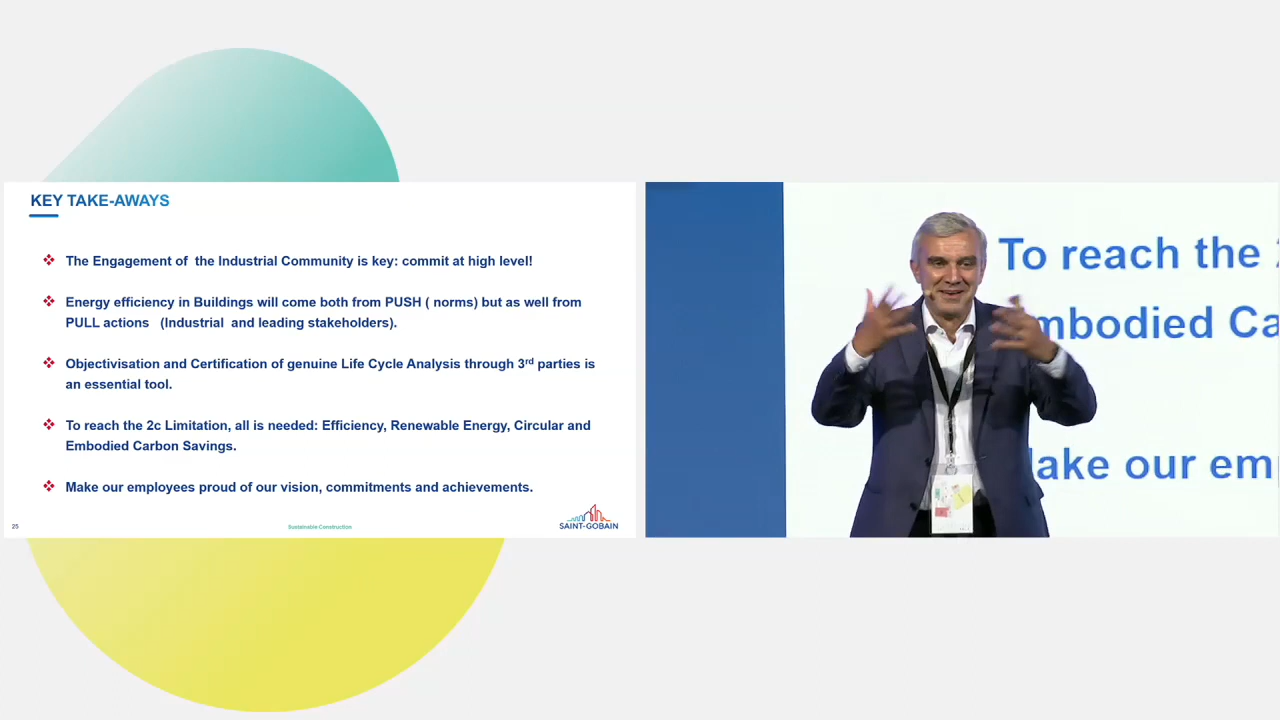 KEY TAKE-AWAYS
The Engagement of the Industrial Community is key: commit at high level!
Energy efficiency in Buildings will come both from PUSH ( norms) but as well from
PULL actions (Industrial and leading stakeholders).
Objectivisation and Certification of genuine Life Cycle Analysis through 3rd parties is
an essential tool.
To reach the 2c Limitation, all is needed: Efficiency, Renewable Energy, Circular and
Embodied Carbon Savings.
Make our employees proud of our vision, commitments and achievements.
25
Sustainable Construction
SAINT-GOBAIN
To reach the
mbodied Ca
ake our em